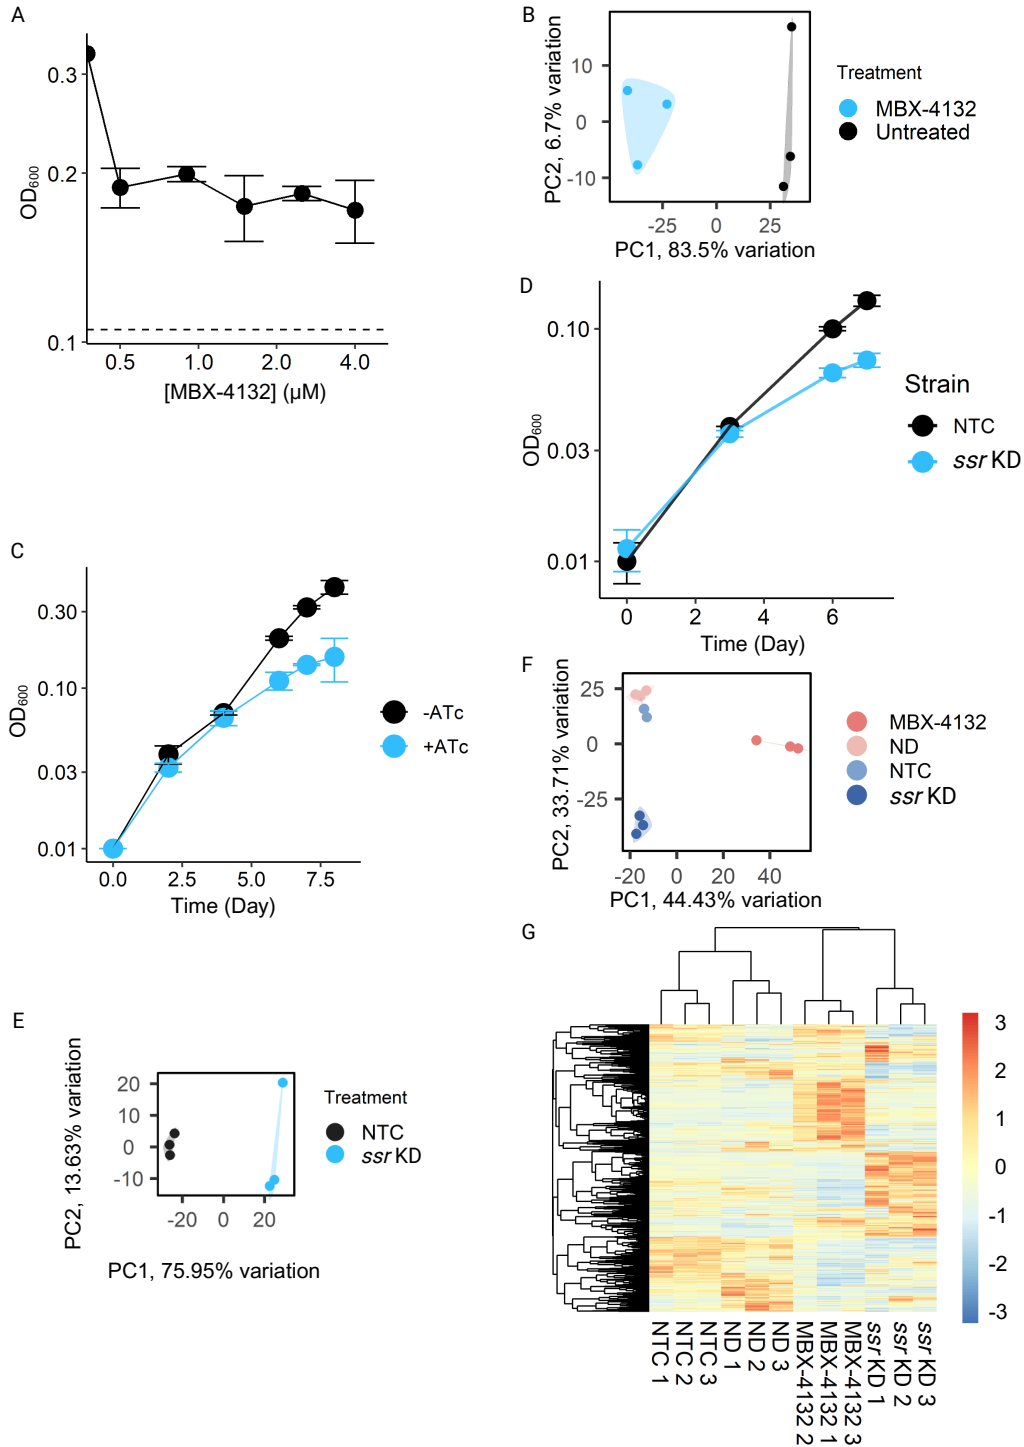 A
0.3
0.2
0.1
OD600
0.5 1.0 2.0 4.0
[MBX-4132] (µM)
B
10
0
-10
PC2, 6.7% variation
-25 0 25
PC1, 83.5% variation
Treatment
MBX-4132
Untreated
D
0.10
0.03
0.01
OD600
0 2 4 6
Time (Day)
Strain
NTC
ssr KD
C
0.30
0.10
0.03
0.01
OD600
0.0 2.5 5.0 7.5
Time (Day)
-ATc
+ATc
F
25
0
-25
PC2, 33.71% variation
-20 0 20 40
PC1, 44.43% variation
MBX-4132
ND
NTC
ssr KD
E
20
10
0
-10
PC2, 13.63% variation
-20 0 20
PC1, 75.95% variation
Treatment
NTC
ssr KD
G
3
2
1
0
-1
-2
-3
NTC 1
NTC 2
NTC 3
ND 1
ND 2
ND 3
MBX-4132 2
MBX-4132 1
MBX-4132 3
ssr KD 1
ssr KD 2
ssr KD 3